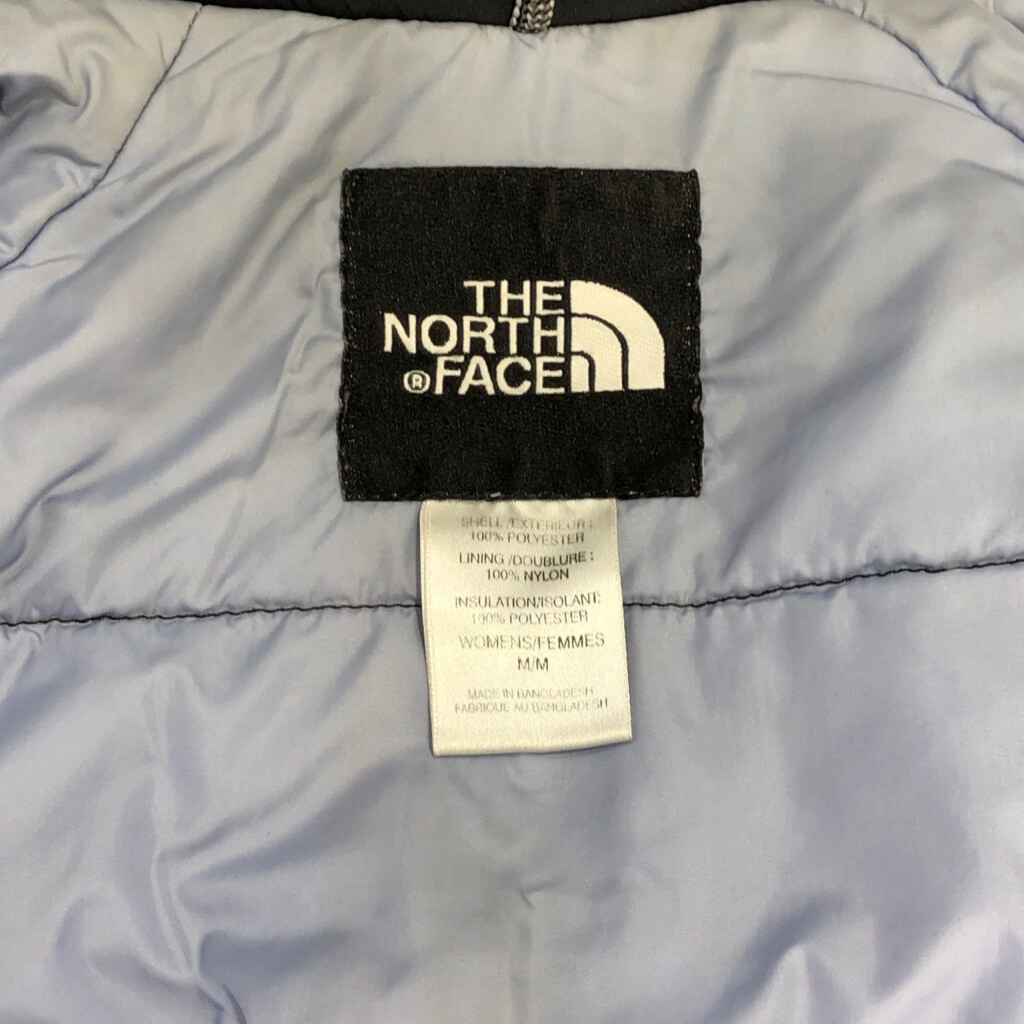 THE
NORTH
®FACE
SHELL/EXTERIEUR:
100% POLYESTER
LINING/DOUBLURE:
100% NYLON
INSULATION/ISOLANT:
100% POLYESTER
WOMENS/FEMMES
M/M
MADE IN BANGLADESH
FABRIQUE AU BANGLADESH